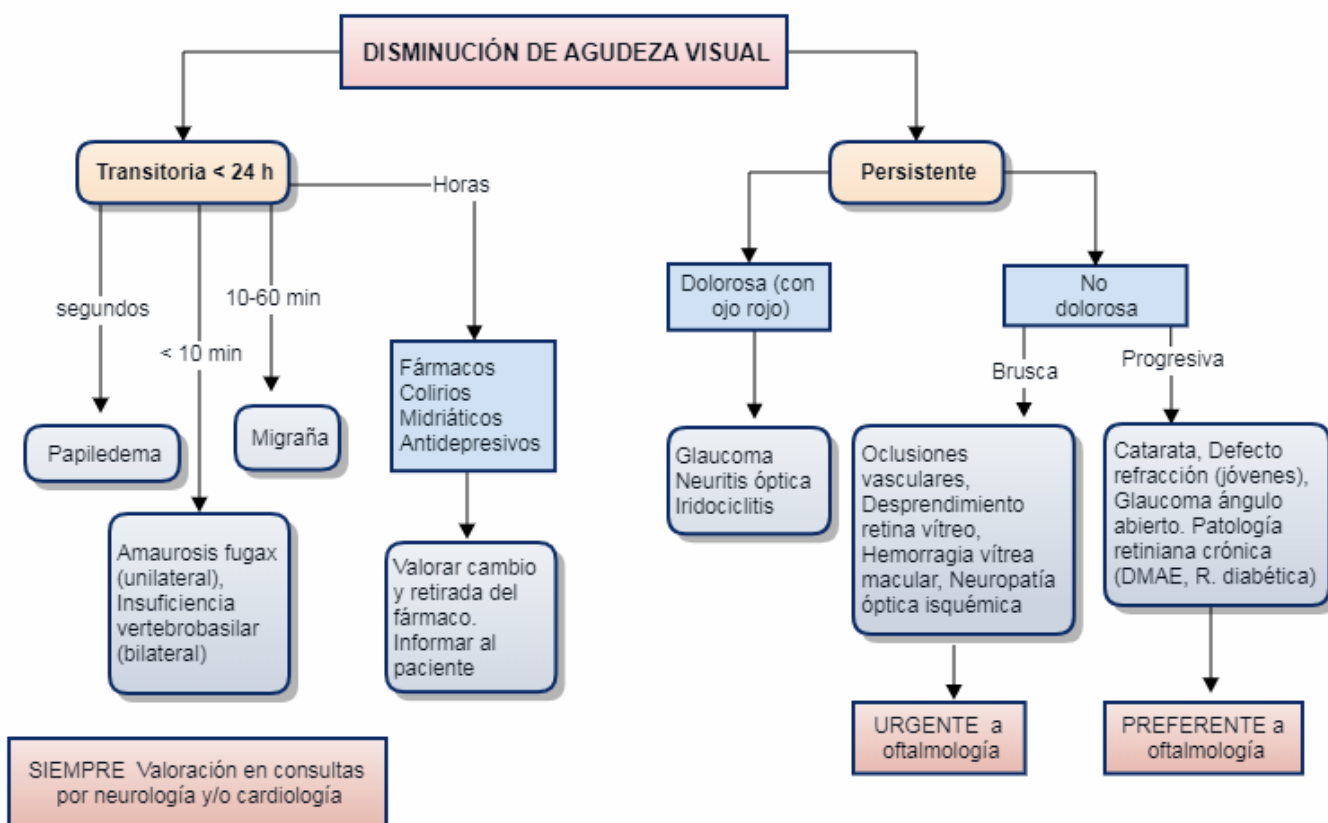 DISMINUCIÓN DE AGUDEZA VISUAL
Transitoria < 24 h
segundos
< 10 min
10-60 min
Horas
Papiledema
Amaurosis fugax
(unilateral),
Insuficiencia
vertebrobasilar
(bilateral)
Migraña
Fármacos
Colirios
Midriáticos
Antidepresivos
Valorar cambio
y retirada del
fármaco.
Informar al
paciente
SIEMPRE Valoración en consultas
por neurología y/o cardiología
Persistente
Dolorosa (con
ojo rojo)
Glaucoma
Neuritis óptica
Iridociclitis
No
dolorosa
Brusca
Progresiva
Oclusiones
vasculares,
Desprendimiento
retina vítreo,
Hemorragia vítrea
macular, Neuropatía
óptica isquémica
URGENTE a
oftalmología
Catarata, Defecto
refracción (jóvenes),
Glaucoma ángulo
abierto. Patología
retiniana crónica
(DMAE, R. diabética)
PREFERENTE a
oftalmología